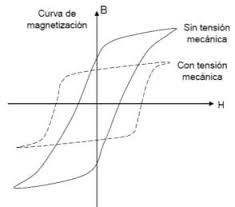 Curva de
magnetización
B
Sin tensión
mecánica
Con tensión
mecánica
H